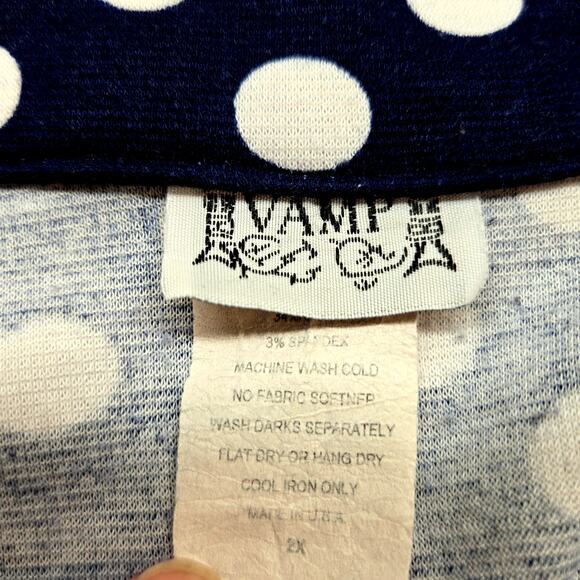 VAMP
3% SPANDEX
MACHINE WASH COLD
NO FABRIC SOFTNER
WASH DARKS SEPARATELY
FLAT DRY OR HANG DRY
COOL IRON ONLY
MADE IN U.S.A
2X